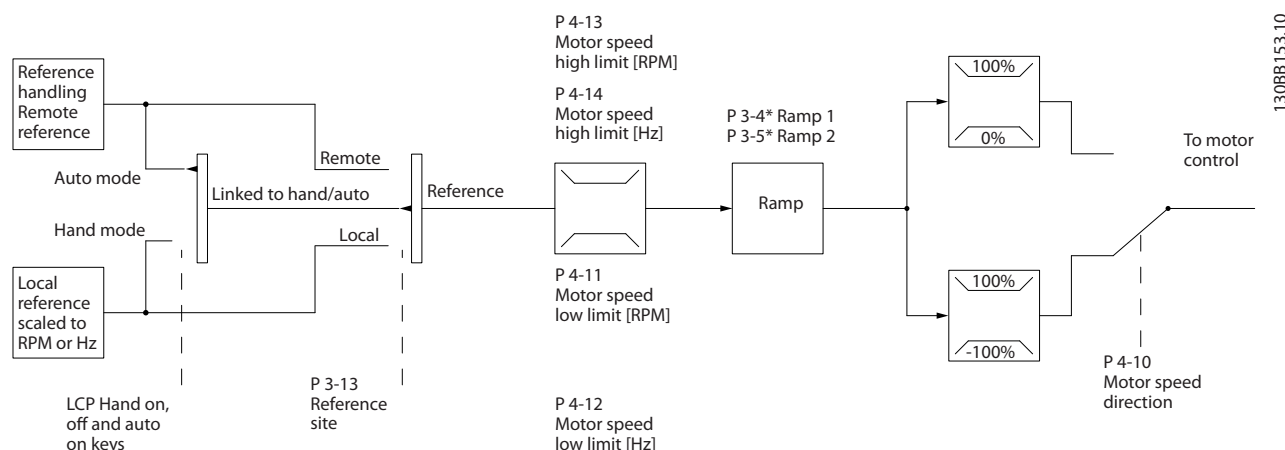 P 4-13
Motor speed
high limit [RPM]
P 4-14
Motor speed
high limit [Hz]
130BB153.10
Reference
handling
Remote
reference
P 3-4* Ramp 1
P 3-5* Ramp 2
100%
0%
To motor
control
Remote
Auto mode
Linked to hand/auto
Reference
Ramp
Hand mode
Local
Local
reference
scaled to
RPM or Hz
P 4-11
Motor speed
low limit [RPM]
100%
-100%
P 4-10
Motor speed
direction
P 3-13
Reference
site
LCP Hand on,
off and auto
on keys
P 4-12
Motor speed
low limit [Hz]